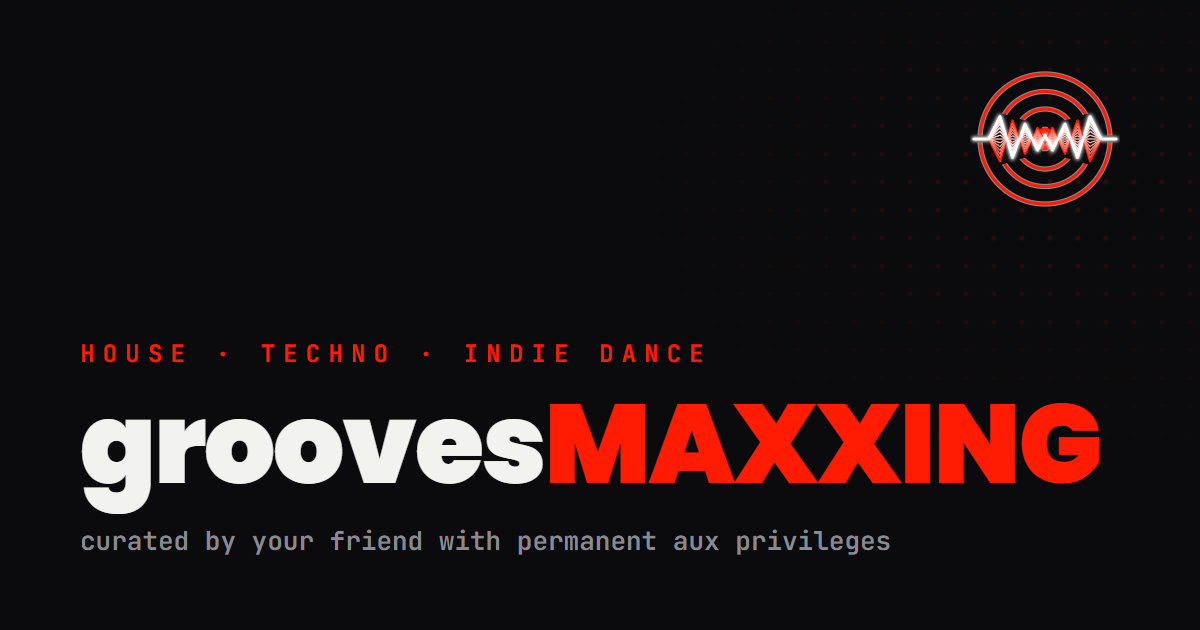 HOUSE · TECHNO · INDIE DANCE
groovesMAXXING
curated by your friend with permanent aux privileges